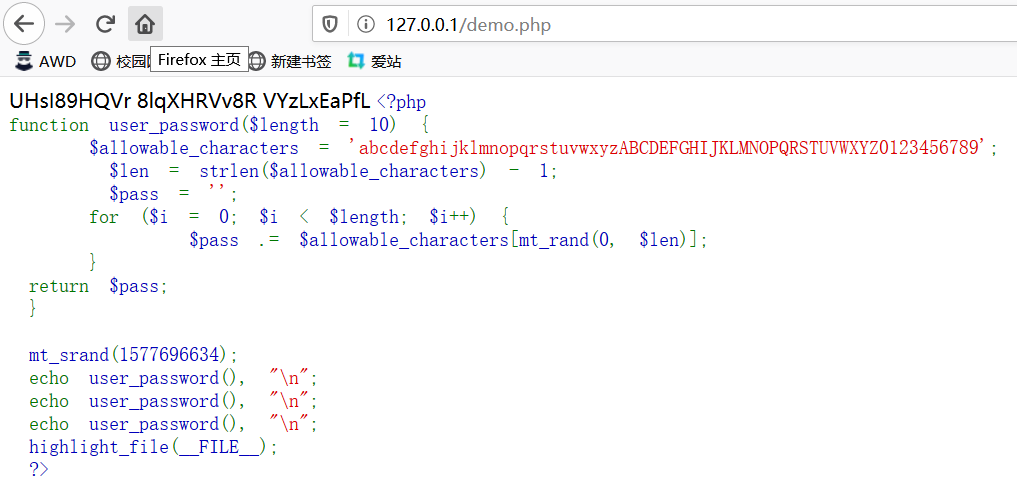 127.0.0.1/demo.php
AWD 校园 Firefox 主页 新建书签 爱站
UHsI89HQVr 8lqXHRVv8R VYzLxEaPfL <?php
function user_password($length = 10) {
$allowable_characters = 'abcdefghijklmnopqrstuvwxyzABCDEFGHIJKLMNOPQRSTUVWXYZ0123456789';
$len = strlen($allowable_characters) - 1;
$pass = '';
for ($i = 0; $i < $length; $i++) {
$pass .= $allowable_characters[mt_rand(0, $len)];
}
return $pass;
}
mt_srand(1577696634);
echo user_password(), "\n";
echo user_password(), "\n";
echo user_password(), "\n";
highlight_file(__FILE__);
?>